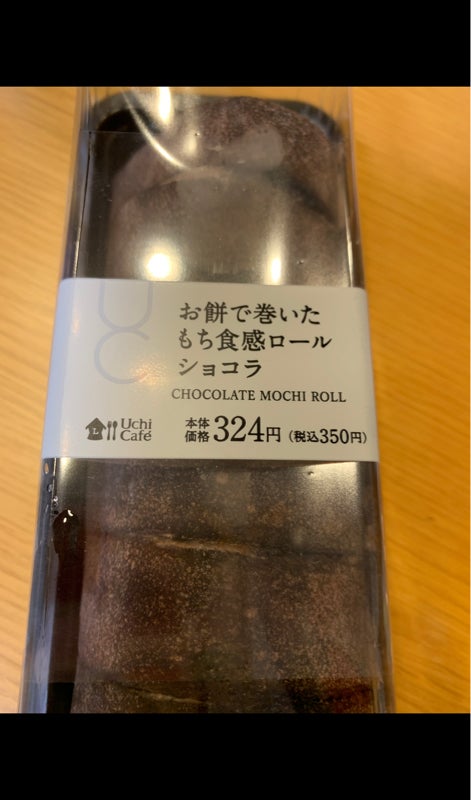 UC
お餅で巻いた
もち食感ロール
ショコラ
CHOCOLATE MOCHI ROLL
L Uchi Café
本体価格 324円 (税込350円)